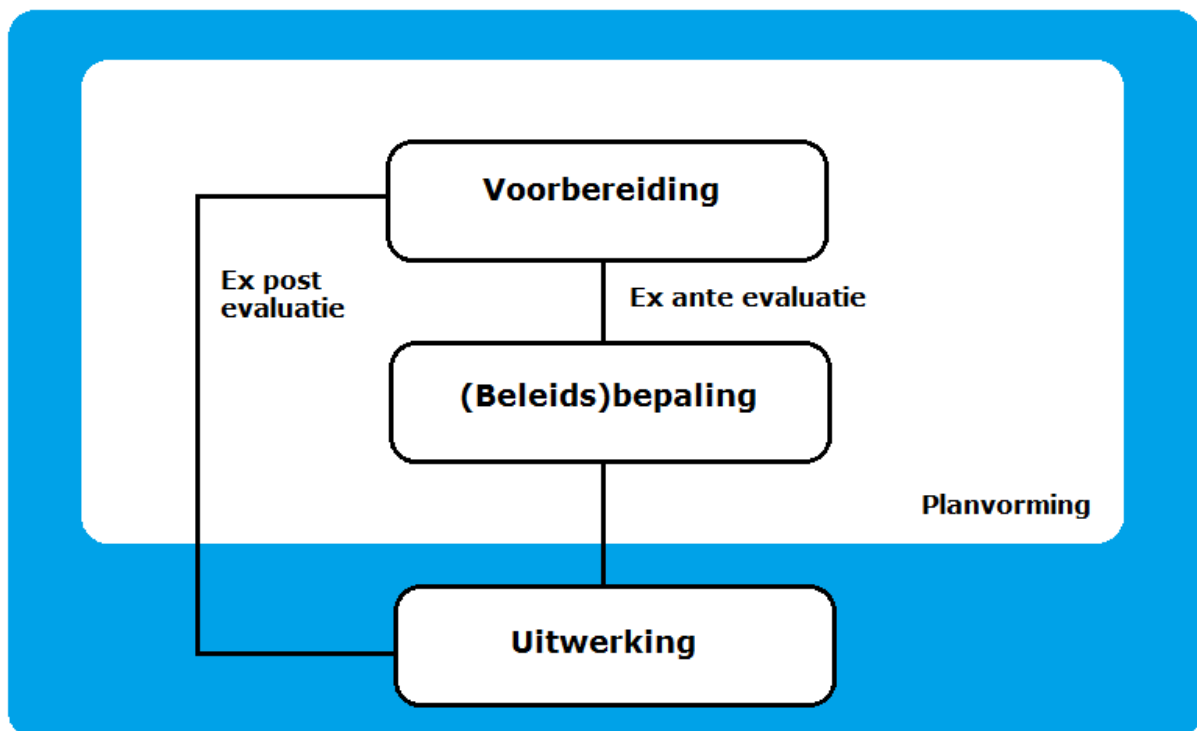 Voorbereiding
Ex post
evaluatie
Ex ante evaluatie
(Beleids)bepaling
Planvorming
Uitwerking